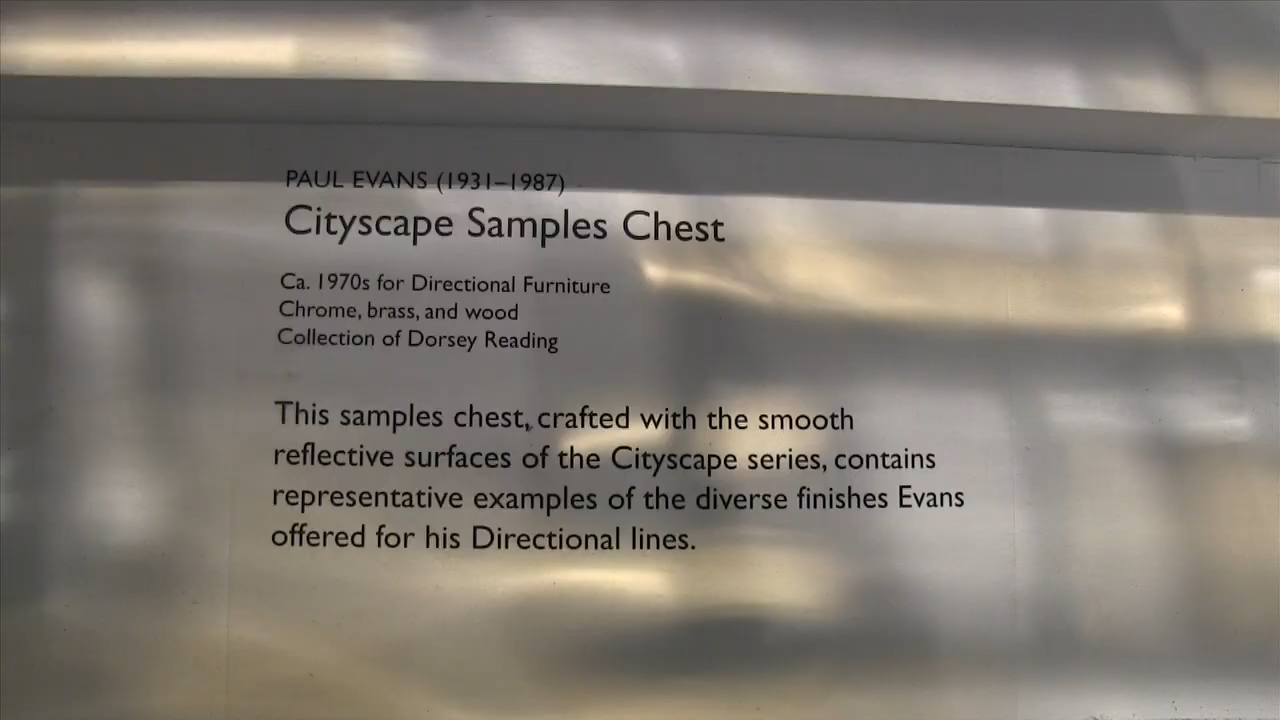 PAUL EVANS (1931–1987)
Cityscape Samples Chest
Ca. 1970s for Directional Furniture
Chrome, brass, and wood
Collection of Dorsey Reading
This samples chest, crafted with the smooth
reflective surfaces of the Cityscape series, contains
representative examples of the diverse finishes Evans
offered for his Directional lines.